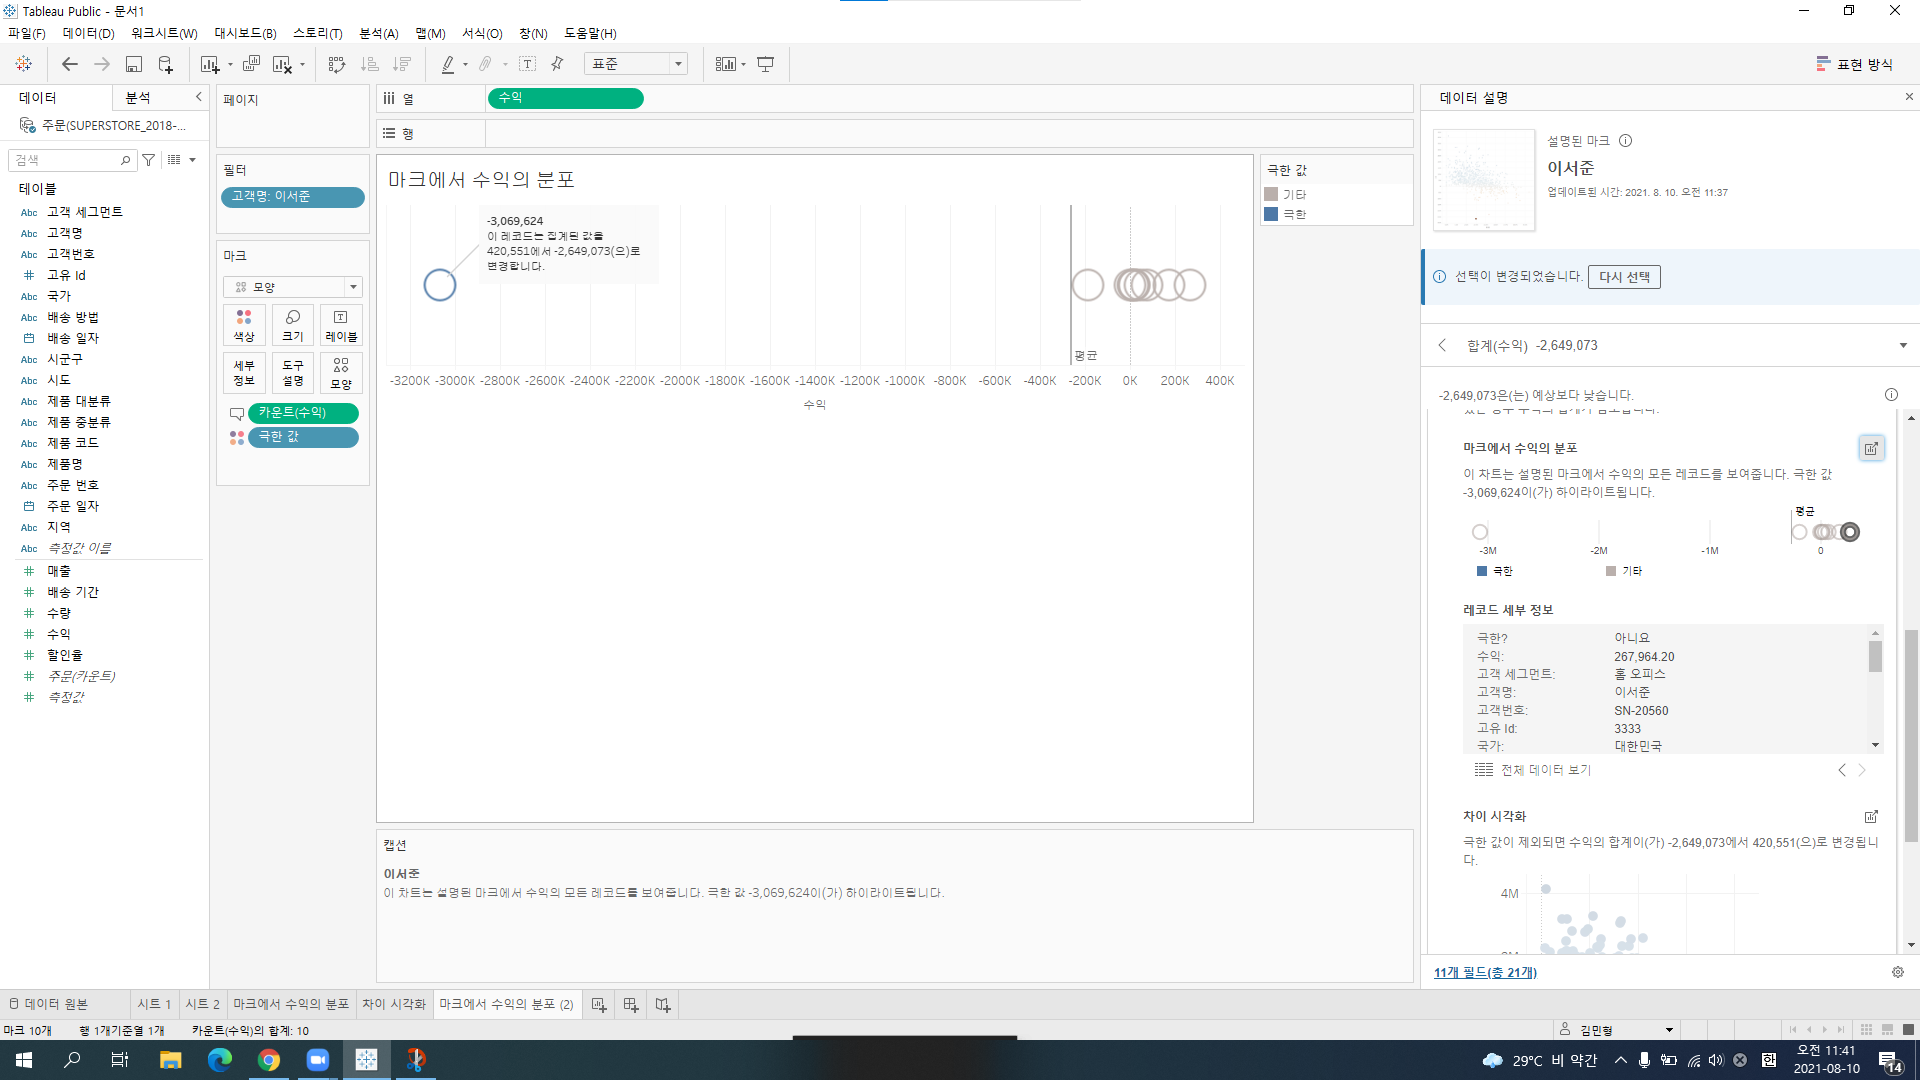 Tableau Public - 문서1
파일(F) 데이터(D) 워크시트(W) 대시보드(B) 스토리(T) 분석(A) 맵(M) 서식(O) 창(N) 도움말(H)
표준
표현 방식
데이터 분석
주문(SUPERSTORE_2018-...
검색
테이블
Abc 고객 세그먼트
Abc 고객명
Abc 고객번호
# 고유 Id
Abc 국가
Abc 배송 방법
배송 일자
Abc 시군구
Abc 시도
Abc 제품 대분류
Abc 제품 중분류
Abc 제품 코드
Abc 제품명
Abc 주문 번호
주문 일자
Abc 지역
Abc 측정값 이름
# 매출
# 배송 기간
# 수량
# 수익
# 할인율
# 주문(카운트)
# 측정값
페이지
필터
고객명: 이서준
마크
모양
색상 크기 레이블
세부 정보 도구 설명 모양
카운트(수익)
극한 값
열 수익
행
마크에서 수익의 분포
-3,069,624
이 레코드는 집계된 값을
420,551에서 -2,649,073(으)로
변경합니다.
평균
-3200K -3000K -2800K -2600K -2400K -2200K -2000K -1800K -1600K -1400K -1200K -1000K -800K -600K -400K -200K 0K 200K 400K
수익
극한 값
기타
극한
캡션
이서준
이 차트는 설명된 마크에서 수익의 모든 레코드를 보여줍니다. 극한 값 -3,069,624이(가) 하이라이트됩니다.
데이터 설명
설명된 마크
이서준
업데이트된 시간: 2021. 8. 10. 오전 11:37
선택이 변경되었습니다. 다시 선택
합계(수익) -2,649,073
-2,649,073은(는) 예상보다 낮습니다.
마크에서 수익의 분포
이 차트는 설명된 마크에서 수익의 모든 레코드를 보여줍니다. 극한 값
-3,069,624이(가) 하이라이트됩니다.
평균
-3M -2M -1M 0
극한 기타
레코드 세부 정보
극한? 아니요
수익: 267,964.20
고객 세그먼트: 홈 오피스
고객명: 이서준
고객번호: SN-20560
고유 Id: 3333
국가: 대한민국
전체 데이터 보기
차이 시각화
극한 값이 제외되면 수익의 합계이(가) -2,649,073에서 420,551(으)로 변경됩니
다.
4M
11개 필드(총 21개)
데이터 원본 시트 1 시트 2 마크에서 수익의 분포 차이 시각화 마크에서 수익의 분포 (2)
마크 10개 행 1개기준열 1개 카운트(수익)의 합계: 10
김민형
29°C 비 약간
한
오전 11:41
2021-08-10
14